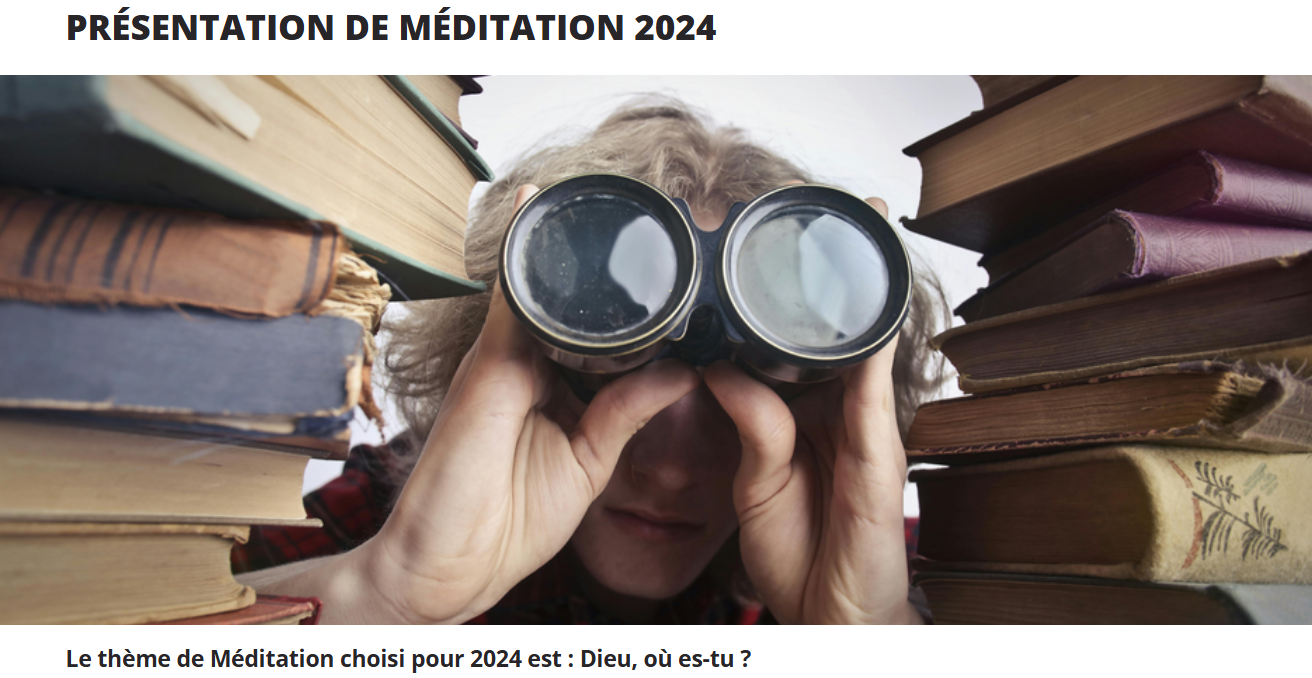 PRÉSENTATION DE MÉDITATION 2024
Le thème de Méditation choisi pour 2024 est : Dieu, où es-tu ?